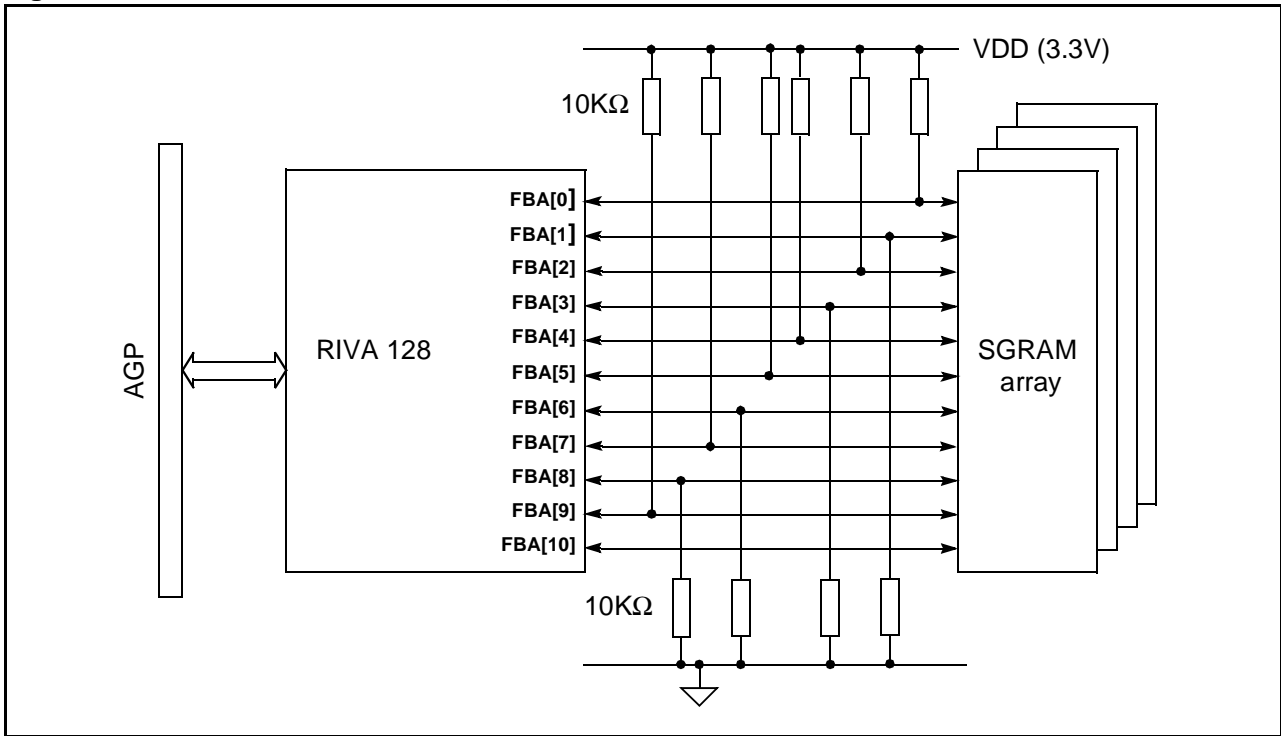 VDD (3.3V)
10KΩ
AGP
RIVA 128
FBA[0]
FBA[1]
FBA[2]
FBA[3]
FBA[4]
FBA[5]
FBA[6]
FBA[7]
FBA[8]
FBA[9]
FBA[10]
SGRAM
array
10KΩ